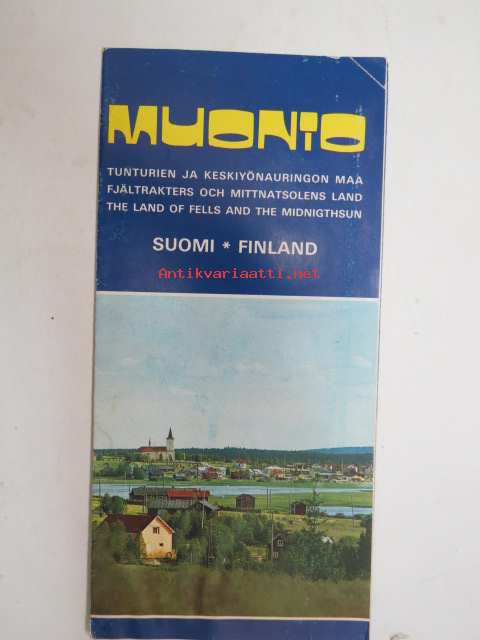 MUONIO
TUNTURIEN JA KESKIYÖNAURINGON MAA
FJÄLTRAKTERS OCH MITTNATSOLENS LAND
THE LAND OF FELLS AND THE MIDNIGTHSUN
SUOMI * FINLAND
Antikvariaatti.net